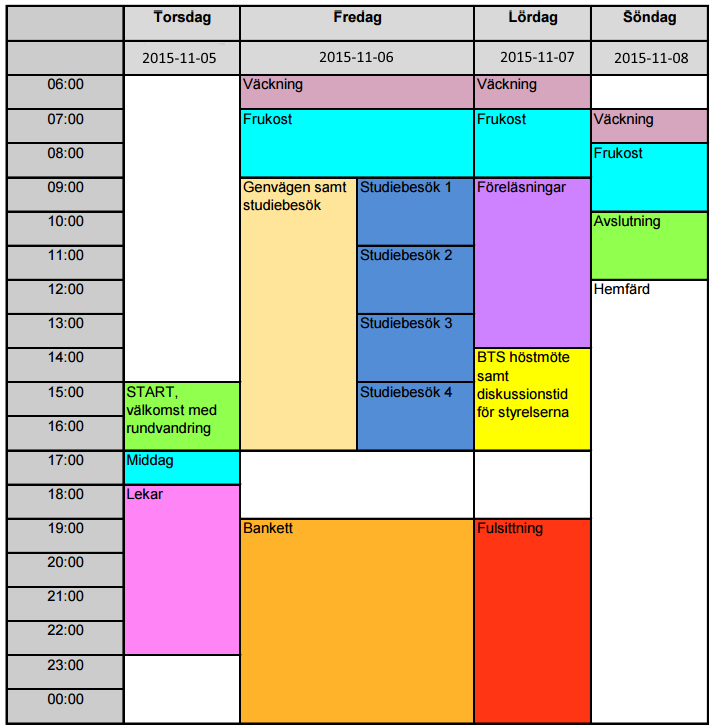 Torsdag Fredag Lördag Söndag
2015-11-05 2015-11-06 2015-11-07 2015-11-08
06:00 Väckning Väckning
07:00 Frukost Frukost Väckning
08:00 Frukost
09:00 Genvägen samt Studiebesök 1 Föreläsningar
studiebesök
10:00 Avslutning
11:00 Studiebesök 2
12:00 Hemfärd
13:00 Studiebesök 3
14:00 BTS höstmöte
samt
15:00 START, Studiebesök 4 diskussionstid
välkomst med för styrelserna
16:00 rundvandring
17:00 Middag
18:00 Lekar
19:00 Bankett Fulsittning
20:00
21:00
22:00
23:00
00:00